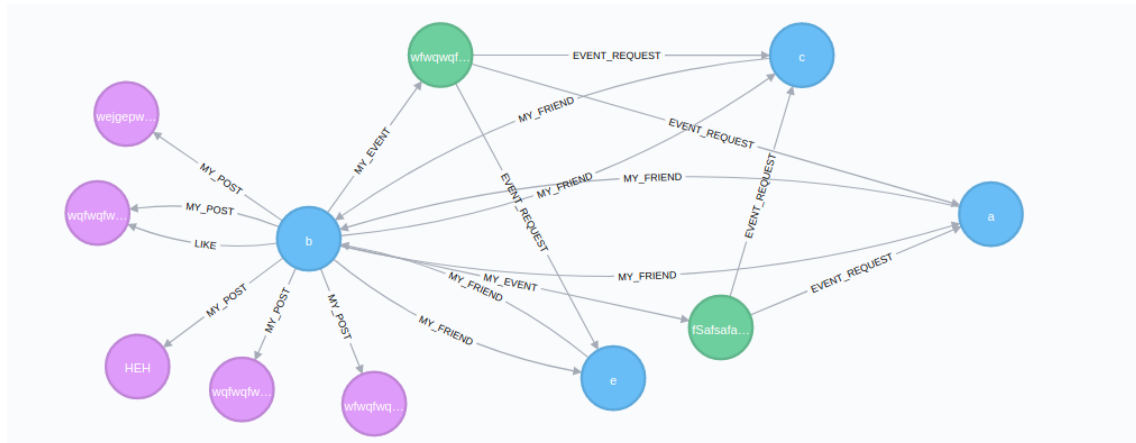 wfwqwqf...
EVENT_REQUEST
c
wejgepw...
MY_FRIEND
EVENT_REQUEST
MY_EVENT
MY_POST
EVENT_REQUEST
MY_FRIEND
MY_FRIEND
EVENT_REQUEST
wqfwqfw...
MY_POST
a
LIKE
b
MY_FRIEND
MY_EVENT
EVENT_REQUEST
MY_FRIEND
MY_POST
MY_POST
MY_POST
MY_FRIEND
fSafsafa...
HEH
e
wqfwqfw...
wfwqfwq...